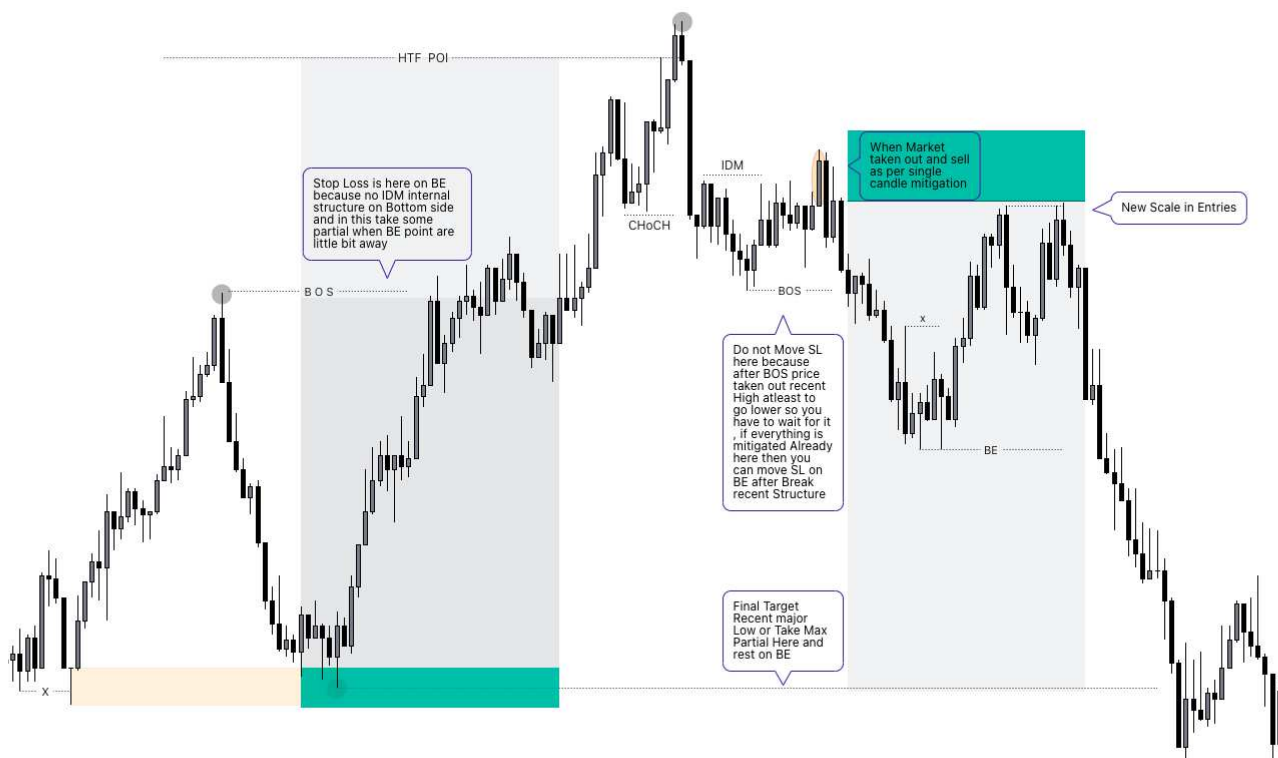 HTF POI
When Market
taken out and sell
as per single
candle mitigation
IDM
Stop Loss is here on BE
because no IDM internal
structure on Bottom side
and in this take some
partial when BE point are
little bit away
New Scale in Entries
CHoCH
B O S
BOS
x
Do not Move SL
here because
after BOS price
taken out recent
High atleast to
go lower so you
have to wait for it
, if everything is
mitigated Already
here then you
can move SL on
BE after Break
recent Structure
BE
Final Target
Recent major
Low or Take Max
Partial Here and
rest on BE
X